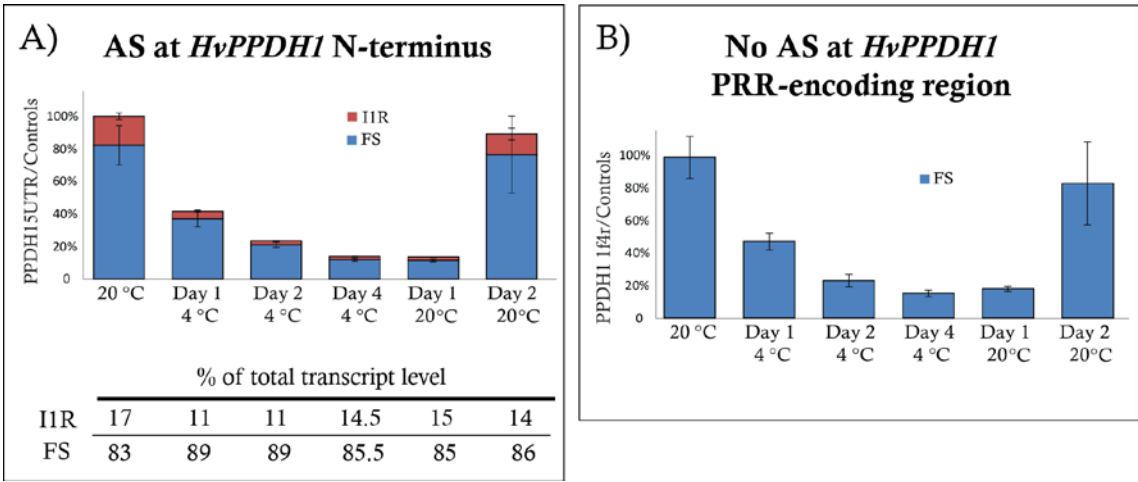 A)
AS at HvPPDH1 N-terminus
PPDH15UTR/Controls
100%
80%
60%
40%
20%
0
I1R
FS
20 °C Day 1 Day 2 Day 4 Day 1 Day 2
4 °C 4 °C 4 °C 20°C 20°C
% of total transcript level
I1R 17 11 11 14.5 15 14
FS 83 89 89 85.5 85 86
B)
No AS at HvPPDH1
PRR-encoding region
PPDH1 1f4r/Controls
100%
80%
60%
40%
20%
0
FS
20 °C Day 1 Day 2 Day 4 Day 1 Day 2
4 °C 4 °C 4 °C 20°C 20°C